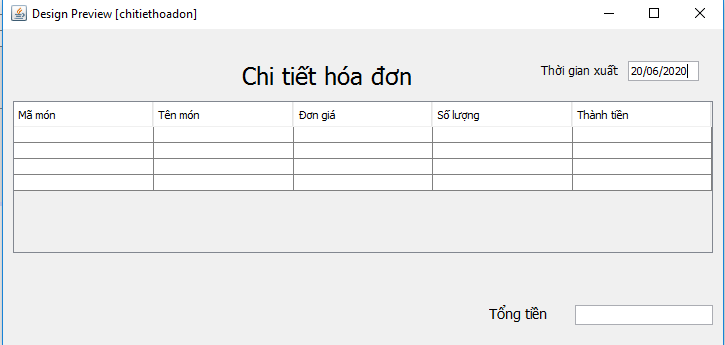 Design Preview [chitiethoadon]
Thời gian xuất 20/06/2020
Chi tiết hóa đơn
Mã món Tên món Đơn giá Số lượng Thành tiền
Tổng tiền